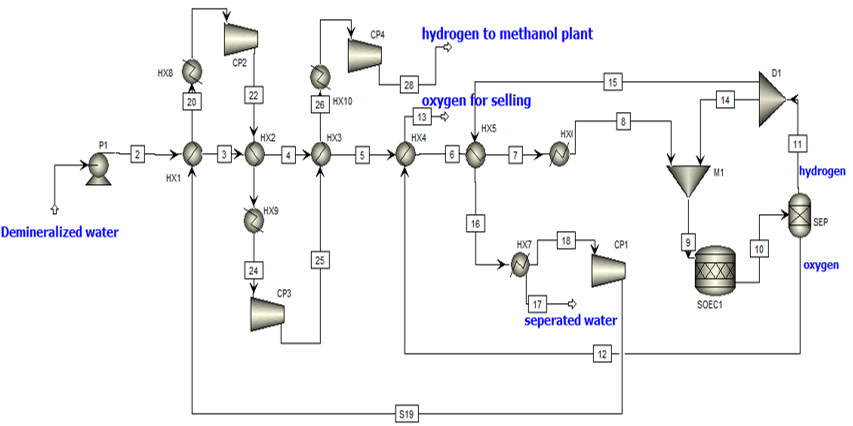 CP4
hydrogen to methanol plant
CP2
HX8
28
D1
15
HX10
oxygen for selling
20
22
26
13
14
HX5
8
P1
HX2
HX3
HX4
11
2
3
4
5
6
7
M1
HX1
hydrogen
16
SEP
HX9
Demineralized water
HX7
18
CP1
9
10
24
25
oxygen
CP3
17
SOEC1
seperated water
12
S19